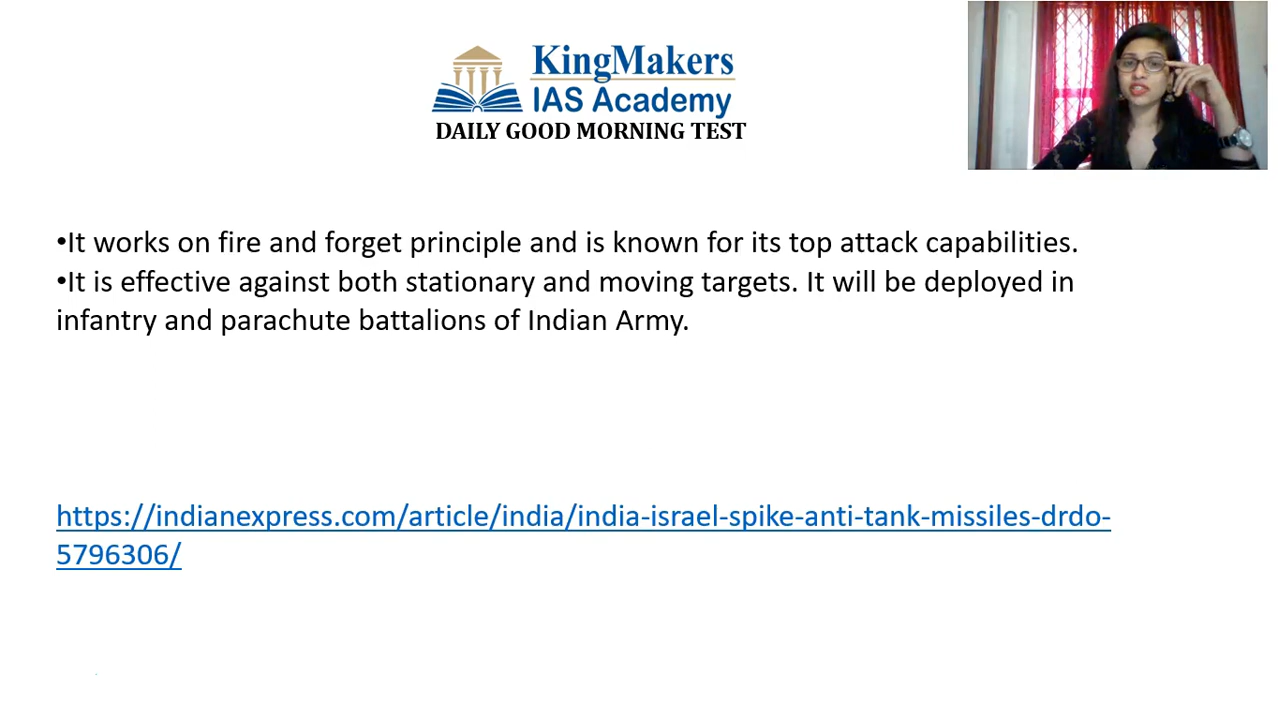 KingMakers
IAS Academy
DAILY GOOD MORNING TEST
•It works on fire and forget principle and is known for its top attack capabilities.
•It is effective against both stationary and moving targets. It will be deployed in
infantry and parachute battalions of Indian Army.
https://indianexpress.com/article/india/india-israel-spike-anti-tank-missiles-drdo-
5796306/